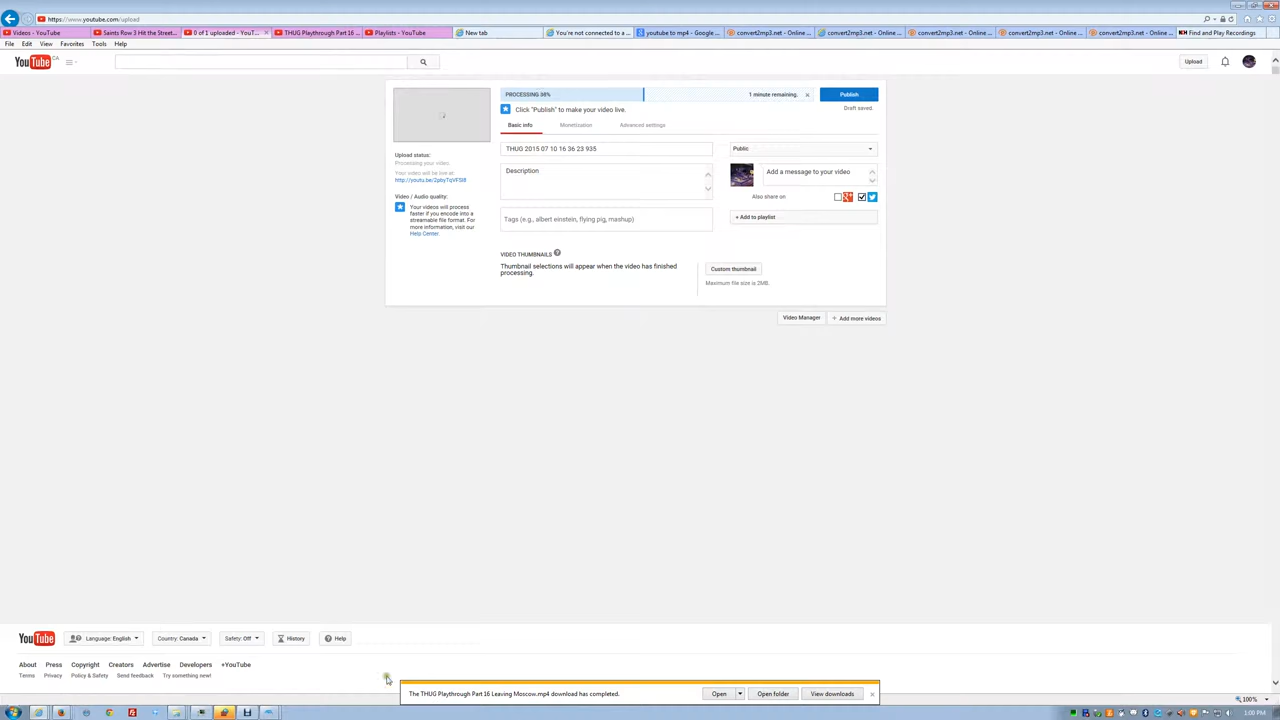 https://www.youtube.com/upload
Videos - YouTube
Saints Row 3 Hit the Street...
0 of 1 uploaded - YouT...
THUG Playthrough Part 16 ...
Playlists - YouTube
New tab
You're not connected to a ...
youtube to mp4 - Google ...
convert2mp3.net - Online ...
convert2mp3.net - Online ...
convert2mp3.net - Online ...
convert2mp3.net - Online ...
convert2mp3.net - Online ...
Find and Play Recordings
File Edit View Favorites Tools Help
YouTube CA
Upload
PROCESSING 36%
1 minute remaining.
Publish
Click "Publish" to make your video live.
Draft saved.
Basic info
Monetisation
Advanced settings
THUG 2015 07 10 16 36 23 935
Public
Upload status:
Processing your video.
Your video will be live at:
http://youtu.be/2pbyTqVFSl8
Description
Add a message to your video
Also share on
Video / Audio quality:
Your videos will process
faster if you encode into a
streamable file format. For
more information, visit our
Help Center.
Tags (e.g., albert einstein, flying pig, mashup)
+ Add to playlist
VIDEO THUMBNAILS
Thumbnail selections will appear when the video has finished
processing.
Custom thumbnail
Maximum file size is 2MB.
Video Manager
+ Add more videos
YouTube
Language: English
Country: Canada
Safety: Off
History
Help
About Press Copyright Creators Advertise Developers +YouTube
Terms Privacy Policy & Safety Send feedback Try something new!
The THUG Playthrough Part 16 Leaving Moscow.mp4 download has completed.
Open
Open folder
View downloads
100%
1:00 PM